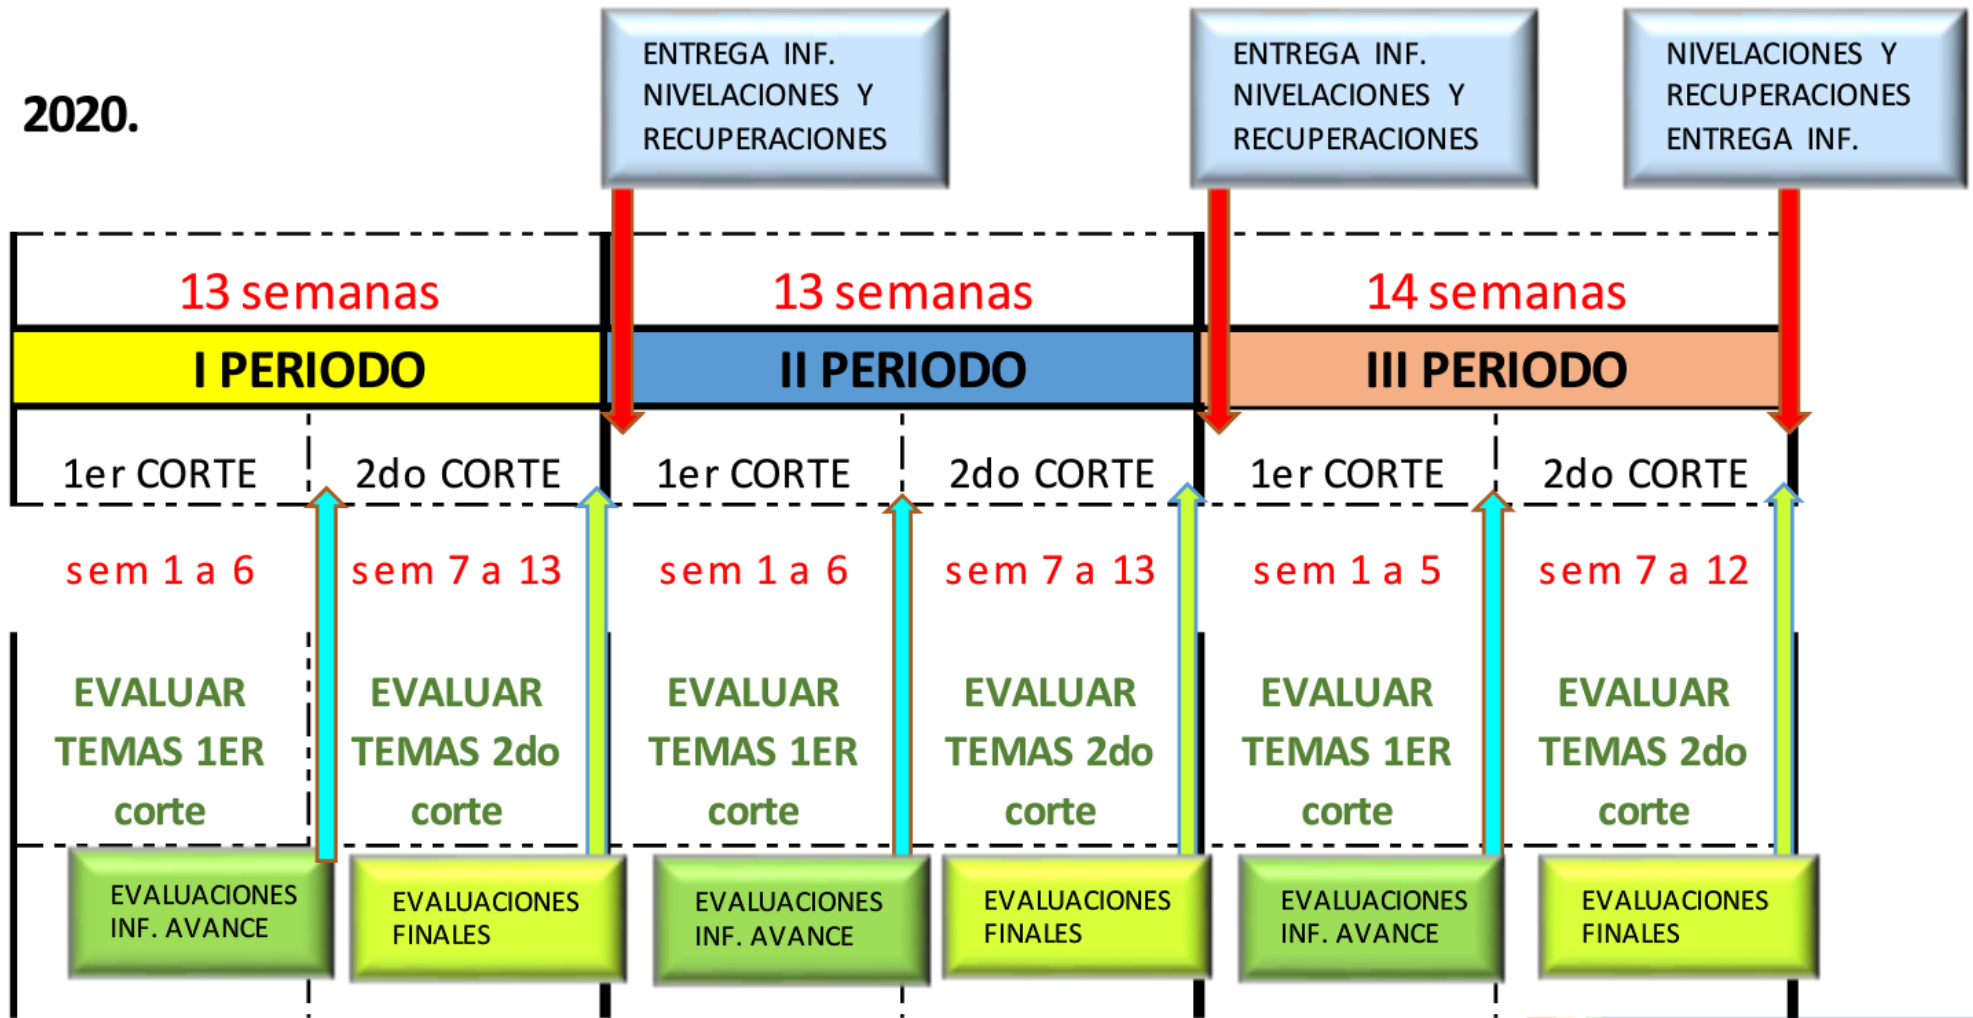 ENTREGA INF.
NIVELACIONES Y
RECUPERACIONES
ENTREGA INF.
NIVELACIONES Y
RECUPERACIONES
NIVELACIONES Y
RECUPERACIONES
ENTREGA INF.
2020.
13 semanas
13 semanas
14 semanas
I PERIODO
II PERIODO
III PERIODO
1er CORTE
2do CORTE
1er CORTE
2do CORTE
1er CORTE
2do CORTE
sem 1 a 6
sem 7 a 13
sem 1 a 6
sem 7 a 13
sem 1 a 5
sem 7 a 12
EVALUAR
TEMAS 1ER
corte
EVALUAR
TEMAS 2do
corte
EVALUAR
TEMAS 1ER
corte
EVALUAR
TEMAS 2do
corte
EVALUAR
TEMAS 1ER
corte
EVALUAR
TEMAS 2do
corte
EVALUACIONES
INF. AVANCE
EVALUACIONES
FINALES
EVALUACIONES
INF. AVANCE
EVALUACIONES
FINALES
EVALUACIONES
INF. AVANCE
EVALUACIONES
FINALES